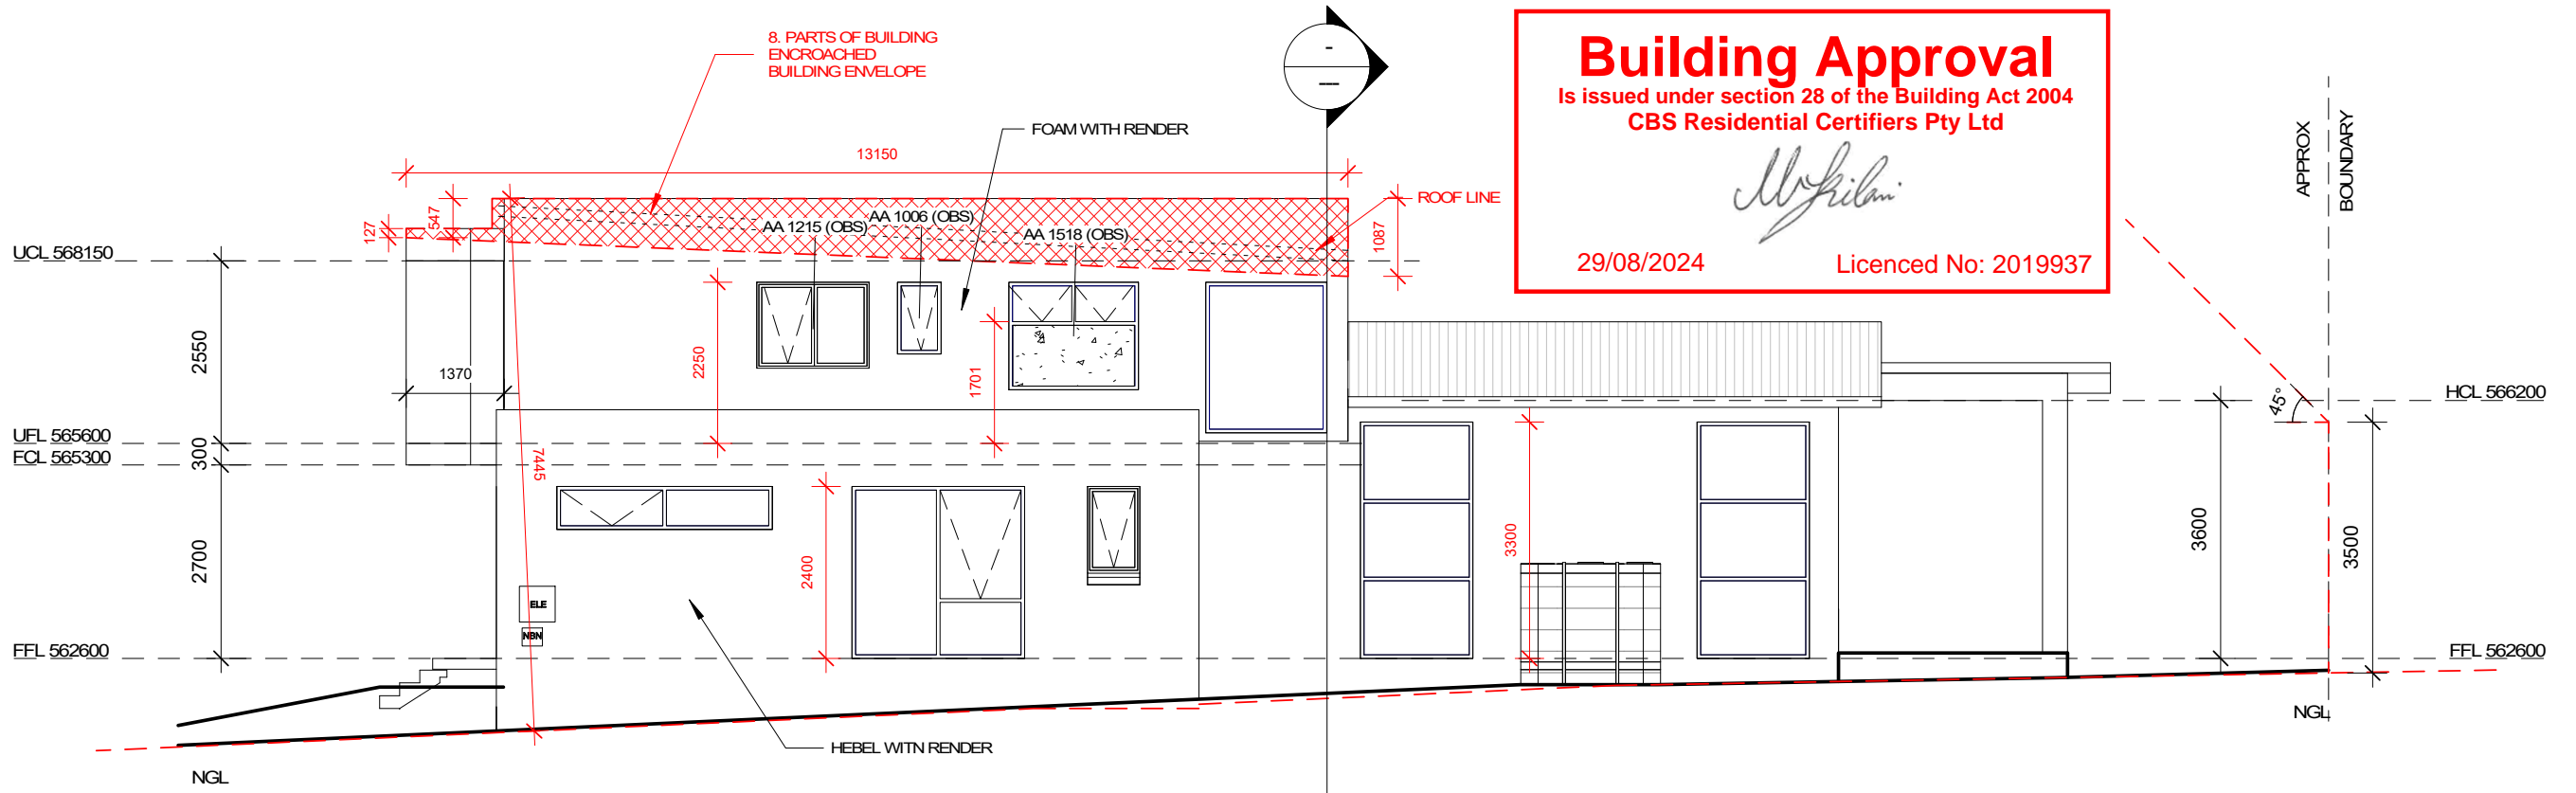 8. PARTS OF BUILDING
ENCROACHED
BUILDING ENVELOPE
FOAM WITH RENDER
13150
Building Approval
Is issued under section 28 of the Building Act 2004
CBS Residential Certifiers Pty Ltd
29/08/2024
Licenced No: 2019937
APPROX
BOUNDARY
ROOF LINE
547
127
AA 1215 (OBS)
AA 1006 (OBS)
AA 1518 (OBS)
1087
UCL 568150
2550
1370
2250
1701
UFL 565600
300
FCL 565300
7445
2700
2400
3300
45°
HCL 566200
3600
3500
ELE
NBN
FFL 562600
FFL 562600
HEBEL WITN RENDER
NGL
NGL